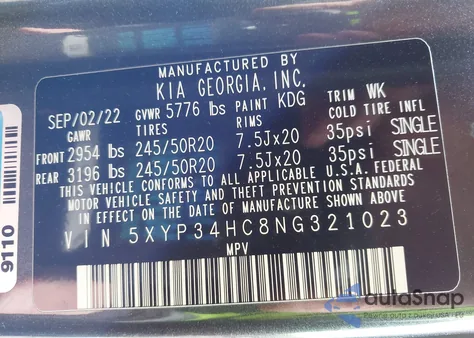 MANUFACTURED BY
KIA GEORGIA, INC.
SEP/02/22 GVWR 5776 lbs PAINT KDG TRIM WK
GAWR TIRES RIMS COLD TIRE INFL
FRONT 2954 lbs 245/50R20 7.5Jx20 35psi SINGLE
REAR 3196 lbs 245/50R20 7.5Jx20 35psi SINGLE
THIS VEHICLE CONFORMS TO ALL APPLICABLE U.S.A. FEDERAL
MOTOR VEHICLE SAFETY AND THEFT PREVENTION STANDARDS
IN EFFECT ON THE DATE OF MANUFACTURE SHOWN ABOVE.
VIN 5XYP34HC8NG321023
MPV
9110
autoSnap